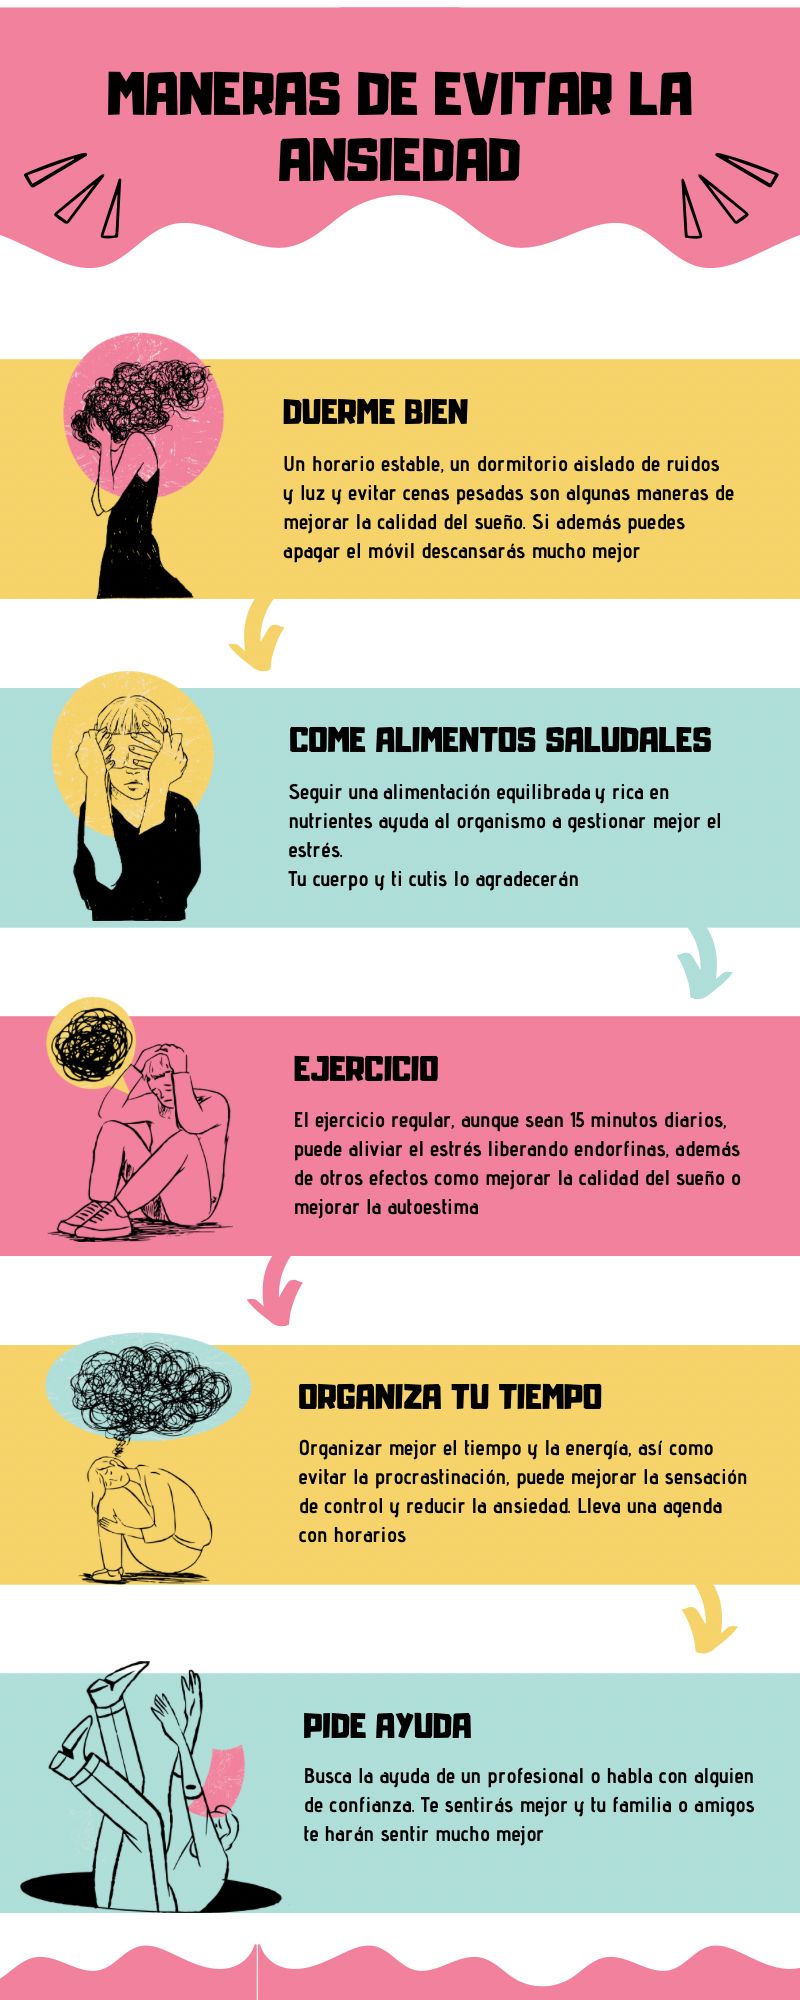 MANERAS DE EVITAR LA
ANSIEDAD
DUERME BIEN
Un horario estable, un dormitorio aislado de ruidos
y luz y evitar cenas pesadas son algunas maneras de
mejorar la calidad del sueño. Si además puedes
apagar el móvil descansarás mucho mejor
COME ALIMENTOS SALUDALES
Seguir una alimentación equilibrada y rica en
nutrientes ayuda al organismo a gestionar mejor el
estrés.
Tu cuerpo y ti cutis lo agradecerán
EJERCICIO
El ejercicio regular, aunque sean 15 minutos diarios,
puede aliviar el estrés liberando endorfinas, además
de otros efectos como mejorar la calidad del sueño o
mejorar la autoestima
ORGANIZA TU TIEMPO
Organizar mejor el tiempo y la energía, así como
evitar la procrastinación, puede mejorar la sensación
de control y reducir la ansiedad. Lleva una agenda
con horarios
PIDE AYUDA
Busca la ayuda de un profesional o habla con alguien
de confianza. Te sentirás mejor y tu familia o amigos
te harán sentir mucho mejor